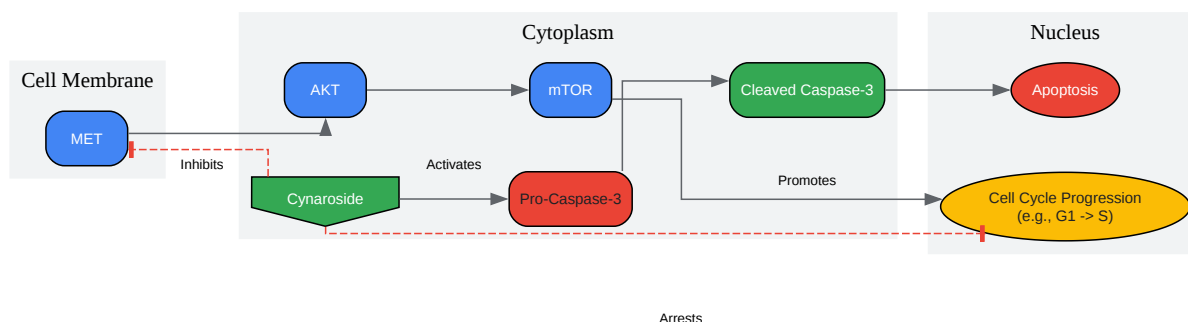 Cell Membrane
Cytoplasm
Nucleus
MET
AKT
mTOR
Cleaved Caspase-3
Apoptosis
Inhibits
Activates
Promotes
Cynaroside
Pro-Caspase-3
Cell Cycle Progression
(e.g., G1 -> S)
Arrests